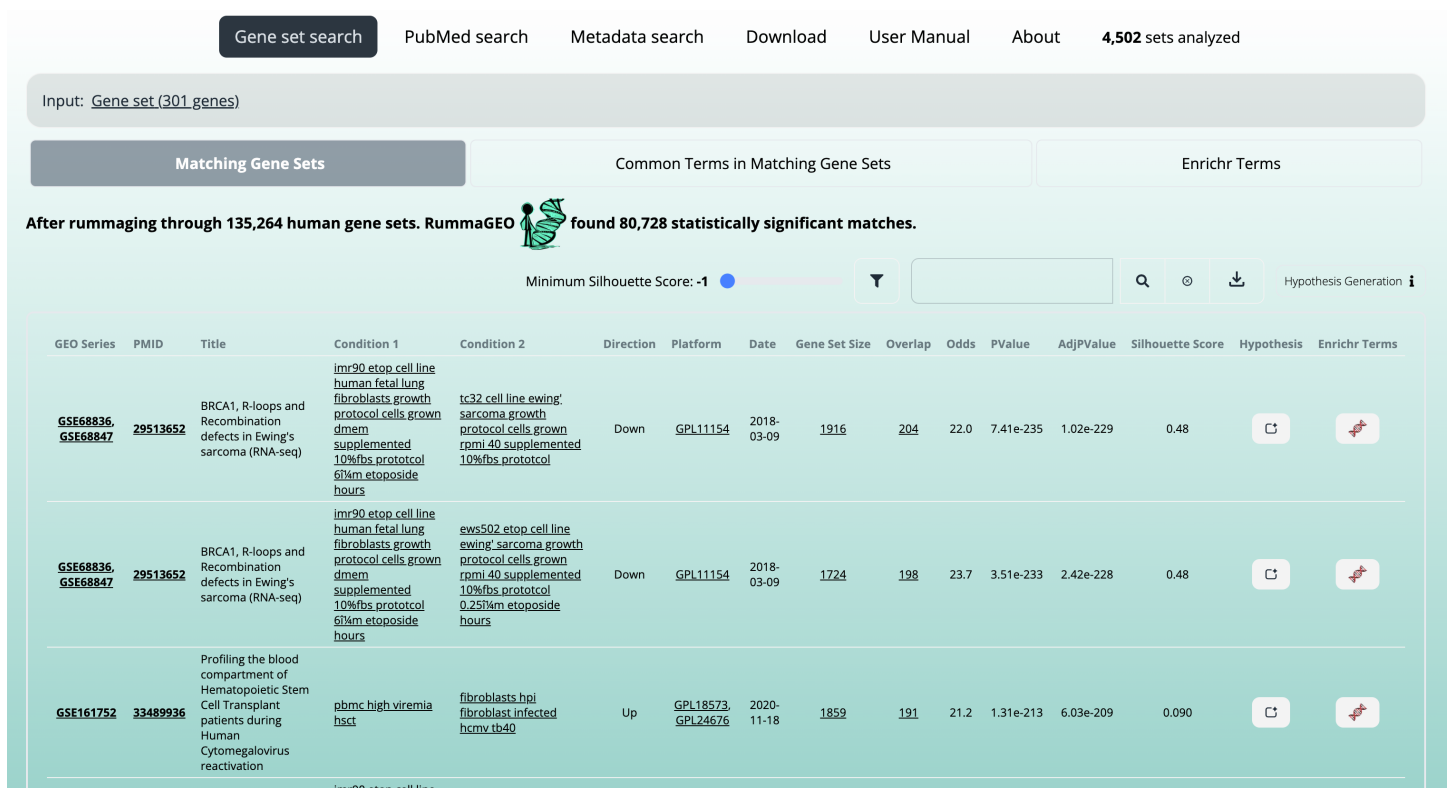 Gene set search PubMed search Metadata search Download User Manual About 4,502 sets analyzed
Input: Gene set (301 genes)
Matching Gene Sets Common Terms in Matching Gene Sets Enrichr Terms
After rummaging through 135,264 human gene sets. RummaGEO found 80,728 statistically significant matches.
Minimum Silhouette Score: -1 Hypothesis Generation
GEO Series PMID Title Condition 1 Condition 2 Direction Platform Date Gene Set Size Overlap Odds PValue AdjPValue Silhouette Score Hypothesis Enrichr Terms
GSE68836,
GSE68847
29513652
BRCA1, R-loops and
Recombination
defects in Ewing's
sarcoma (RNA-seq)
imr90 etop cell line
human fetal lung
fibroblasts growth
protocol cells grown
dmem
supplemented
10%fbs prototcol
6î¼m etoposide
hours
tc32 cell line ewing'
sarcoma growth
protocol cells grown
rpmi 40 supplemented
10%fbs prototcol
Down
GPL11154
2018-
03-09
1916
204
22.0
7.41e-235
1.02e-229
0.48
GSE68836,
GSE68847
29513652
BRCA1, R-loops and
Recombination
defects in Ewing's
sarcoma (RNA-seq)
imr90 etop cell line
human fetal lung
fibroblasts growth
protocol cells grown
dmem
supplemented
10%fbs prototcol
6î¼m etoposide
hours
ews502 etop cell line
ewing' sarcoma growth
protocol cells grown
rpmi 40 supplemented
10%fbs prototcol
0.25î¼m etoposide
hours
Down
GPL11154
2018-
03-09
1724
198
23.7
3.51e-233
2.42e-228
0.48
GSE161752
33489936
Profiling the blood
compartment of
Hematopoietic Stem
Cell Transplant
patients during
Human
Cytomegalovirus
reactivation
pbmc high viremia
hsct
fibroblasts hpi
fibroblast infected
hcmv tb40
Up
GPL18573,
GPL24676
2020-
11-18
1859
191
21.2
1.31e-213
6.03e-209
0.090